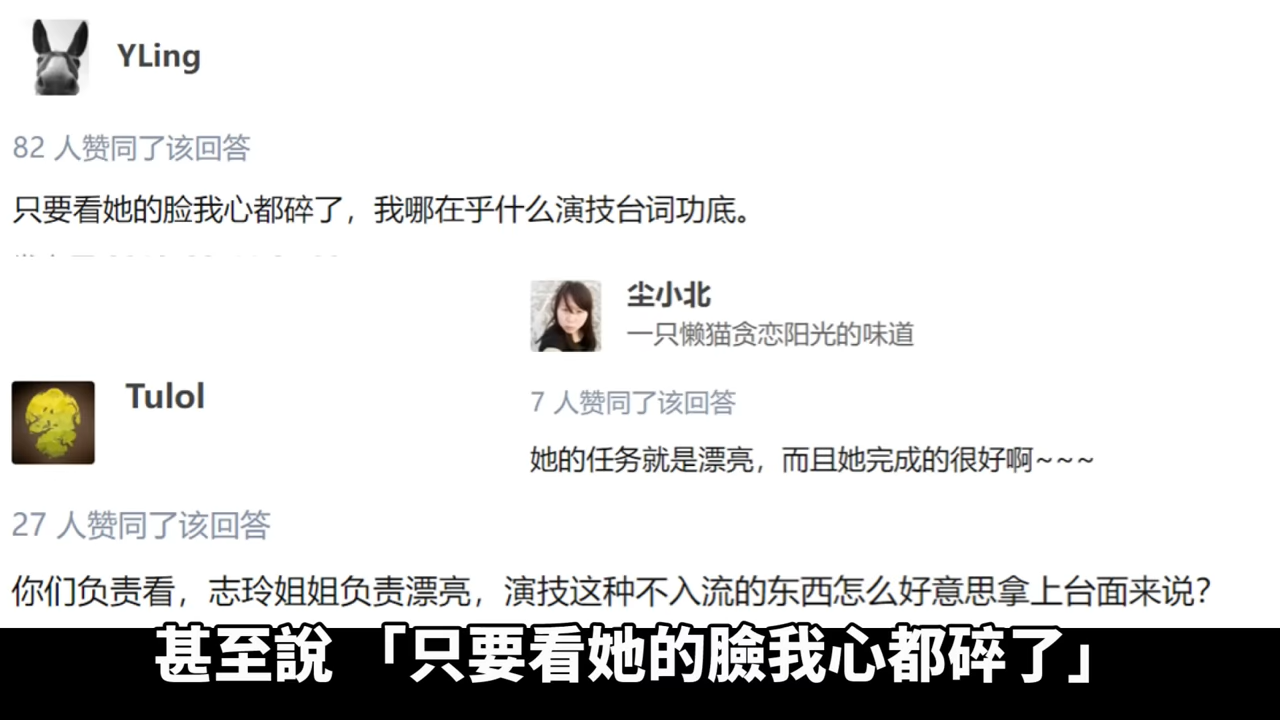 YLing
82 人赞同了该回答
只要看她的脸我心都碎了，我哪在乎什么演技台词功底。
尘小北
一只懒猫贪恋阳光的味道
7 人赞同了该回答
她的任务就是漂亮，而且她完成的很好啊~~~
Tulol
27 人赞同了该回答
你们负责看，志玲姐姐负责漂亮，演技这种不入流的东西怎么好意思拿上台面来说？
甚至說 「只要看她的臉我心都碎了」